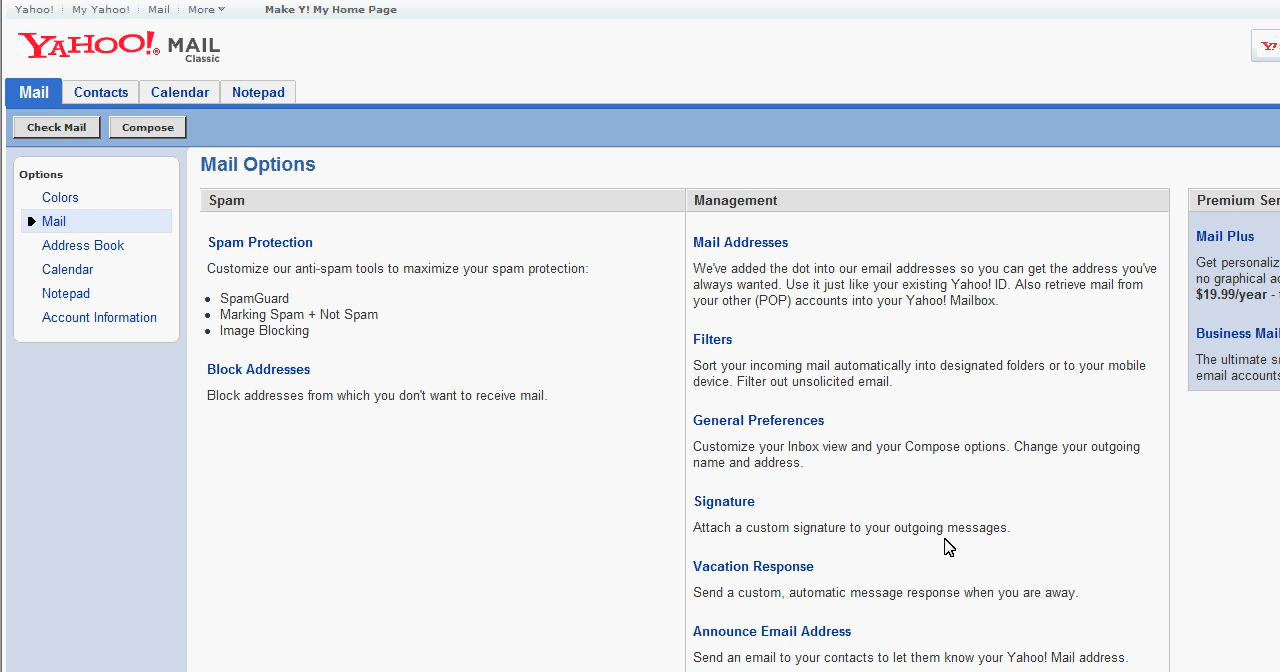 Yahoo! My Yahoo! Mail More Make Y! My Home Page
YAHOO! MAIL
Classic
Y!
Mail Contacts Calendar Notepad
Check Mail Compose
Options
Colors
Mail
Address Book
Calendar
Notepad
Account Information
Mail Options
Spam
Spam Protection
Customize our anti-spam tools to maximize your spam protection:
• SpamGuard
• Marking Spam + Not Spam
• Image Blocking
Block Addresses
Block addresses from which you don't want to receive mail.
Management
Mail Addresses
We've added the dot into our email addresses so you can get the address you've
always wanted. Use it just like your existing Yahoo! ID. Also retrieve mail from
your other (POP) accounts into your Yahoo! Mailbox.
Filters
Sort your incoming mail automatically into designated folders or to your mobile
device. Filter out unsolicited email.
General Preferences
Customize your Inbox view and your Compose options. Change your outgoing
name and address.
Signature
Attach a custom signature to your outgoing messages.
Vacation Response
Send a custom, automatic message response when you are away.
Announce Email Address
Send an email to your contacts to let them know your Yahoo! Mail address.
Premium Ser
Mail Plus
Get personaliz
no graphical a
$19.99/year -
Business Mail
The ultimate s
email accounts